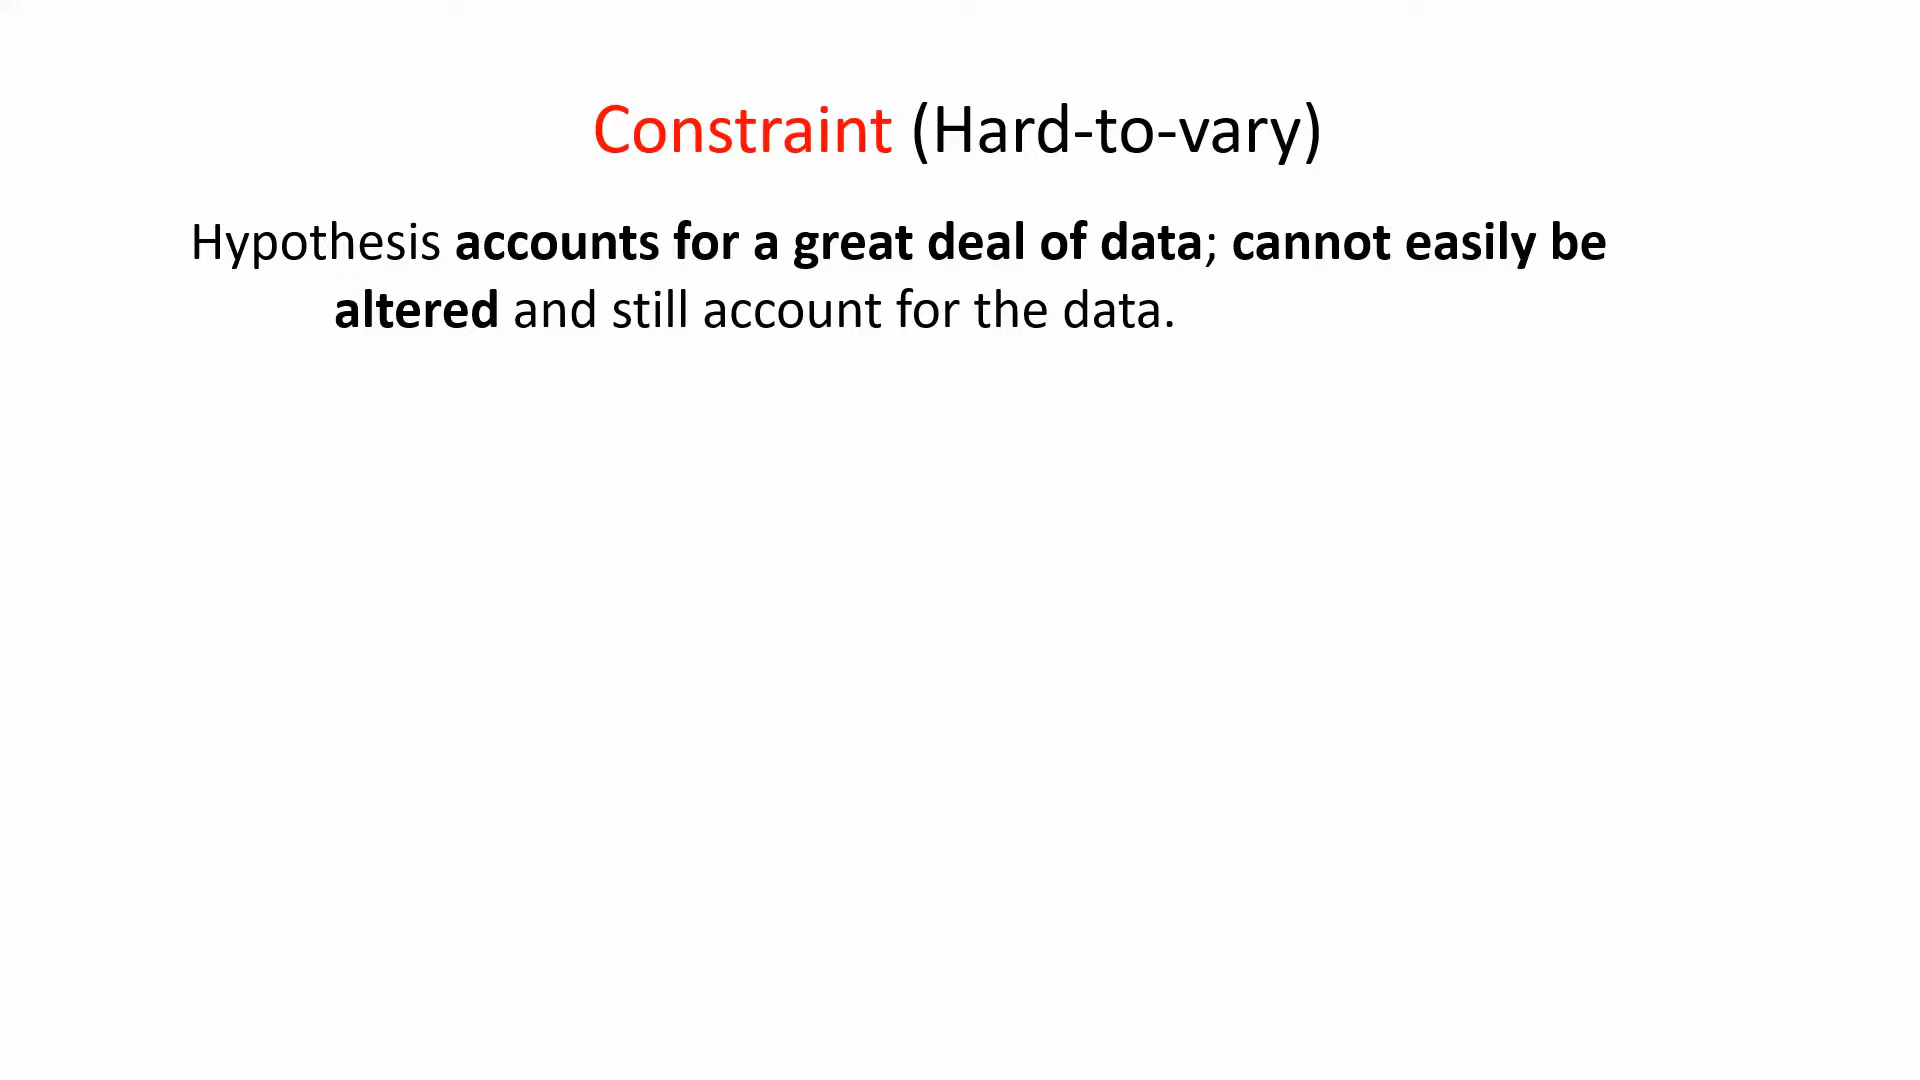 Constraint (Hard-to-vary)
Hypothesis accounts for a great deal of data; cannot easily be
altered and still account for the data.